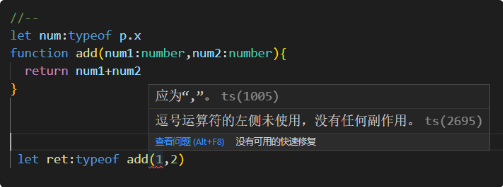 //--
let num:typeof p.x
function add(num1:number,num2:number){
  return num1+num2
}
应为“,”。 ts(1005)
逗号运算符的左侧未使用，没有任何副作用。 ts(2695)
查看问题 (Alt+F8) 没有可用的快速修复
let ret:typeof add(1,2)